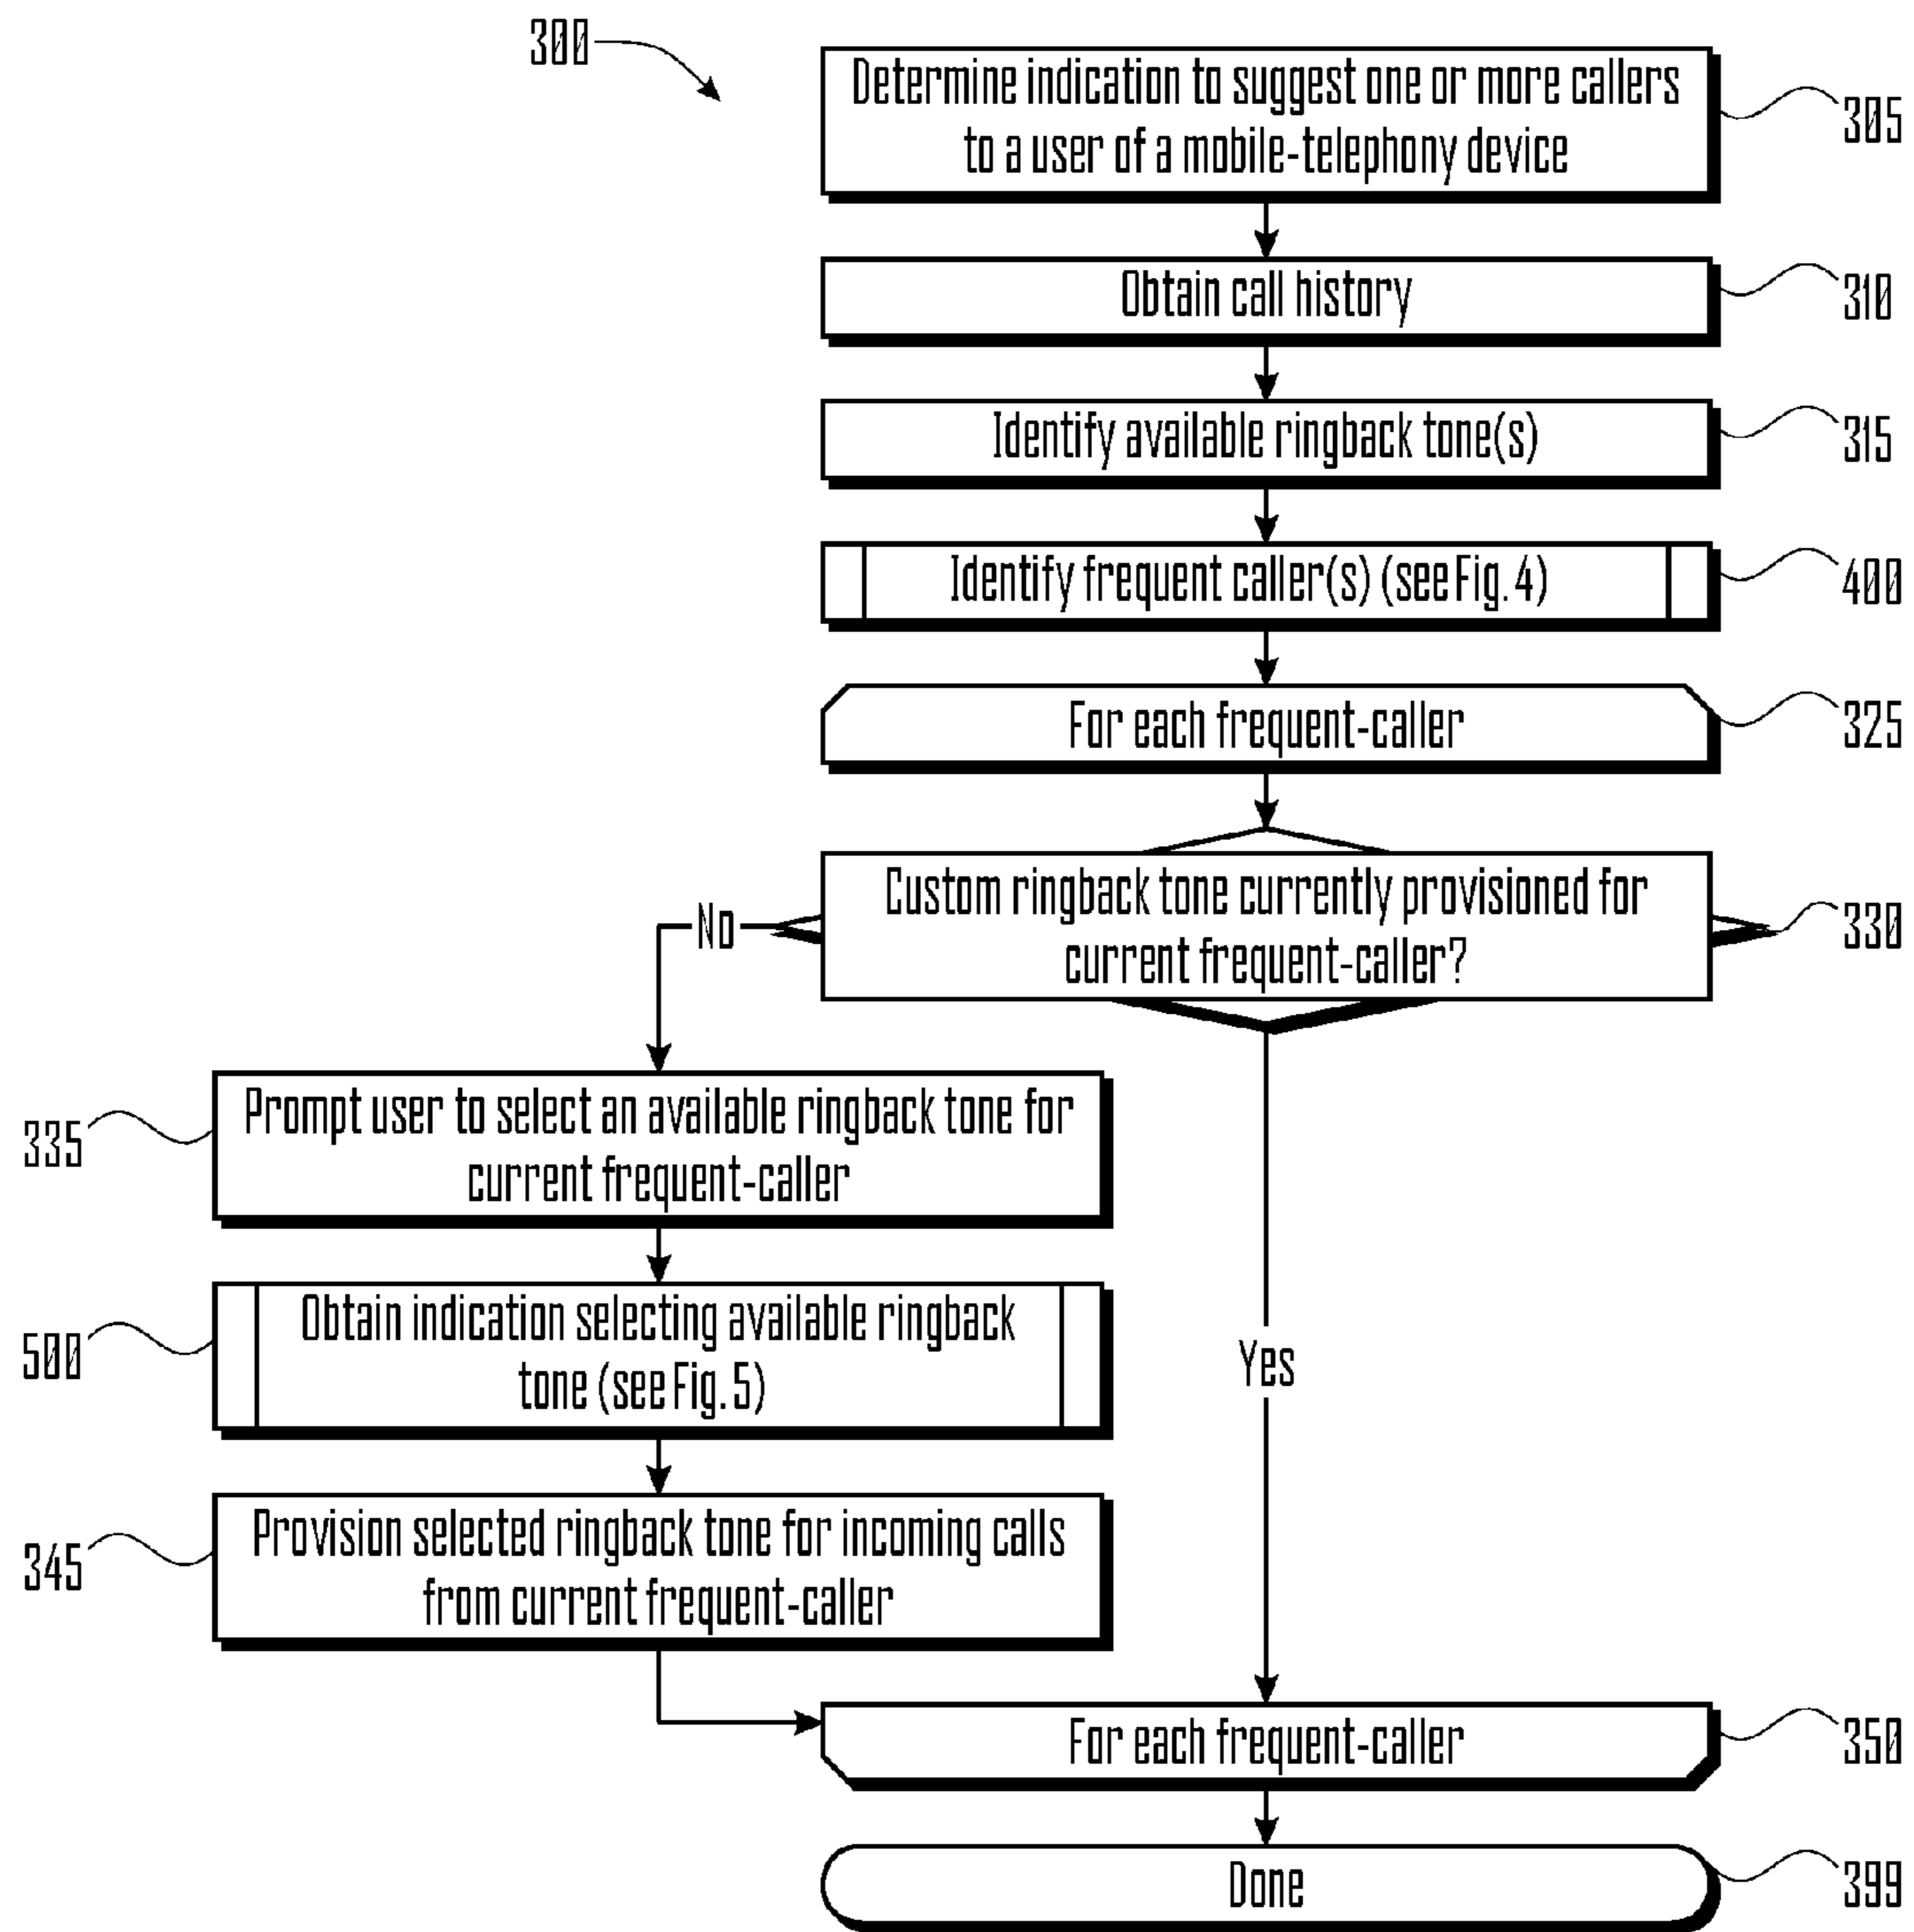 300
Determine indication to suggest one or more callers
to a user of a mobile-telephony device
305
Obtain call history
310
Identify available ringback tone(s)
315
Identify frequent caller(s) (see Fig. 4)
400
For each frequent-caller
325
Custom ringback tone currently provisioned for
current frequent-caller?
330
No
Prompt user to select an available ringback tone for
current frequent-caller
335
Obtain indication selecting available ringback
tone (see Fig. 5)
500
Yes
Provision selected ringback tone for incoming calls
from current frequent-caller
345
For each frequent-caller
350
Done
399